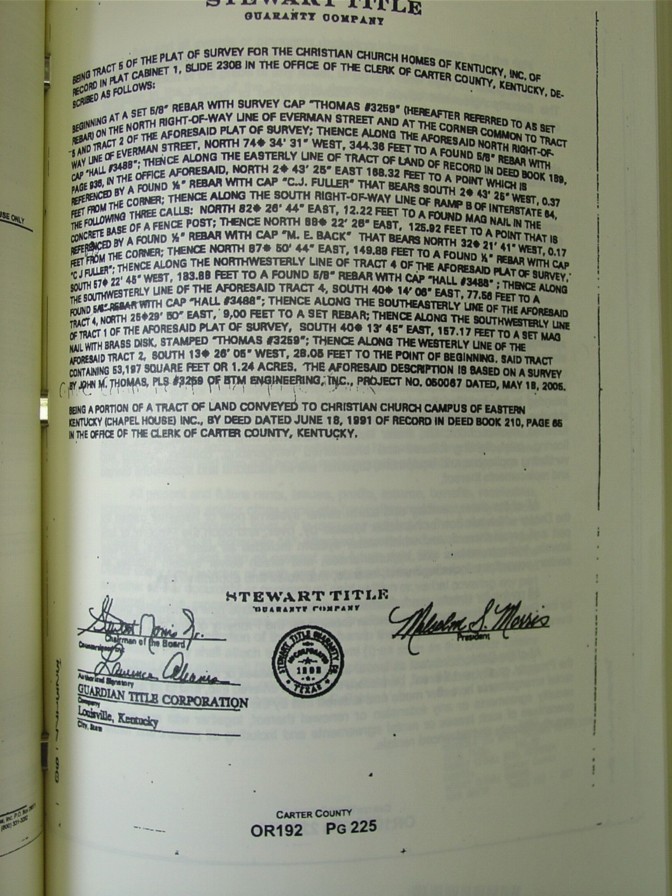 STEWART TITLE
GUARANTY COMPANY
BEING TRACT 5 OF THE PLAT OF SURVEY FOR THE CHRISTIAN CHURCH HOMES OF KENTUCKY, INC. OF
RECORD IN PLAT CABINET 1, SLIDE 230B IN THE OFFICE OF THE CLERK OF CARTER COUNTY, KENTUCKY, DE-
SCRIBED AS FOLLOWS:
BEGINNING AT A SET 5/8" REBAR WITH SURVEY CAP "THOMAS #3259" (HEREAFTER REFERRED TO AS SET
REBAR) ON THE NORTH RIGHT-OF-WAY LINE OF EVERMAN STREET AND AT THE CORNER COMMON TO TRACT
5 AND TRACT 2 OF THE AFORESAID PLAT OF SURVEY; THENCE ALONG THE AFORESAID NORTH RIGHT-OF-
WAY LINE OF EVERMAN STREET, NORTH 74� 34' 31" WEST, 344.36 FEET TO A FOUND 5/8" REBAR WITH
CAP "HALL #3488"; THENCE ALONG THE EASTERLY LINE OF TRACT OF LAND OF RECORD IN DEED BOOK 189,
PAGE 936, IN THE OFFICE AFORESAID, NORTH 2� 43' 25" EAST 168.32 FEET TO A POINT WHICH IS
REFERENCED BY A FOUND ½" REBAR WITH CAP "C.J. FULLER" THAT BEARS SOUTH 2� 43' 25" WEST, 0.37
FEET FROM THE CORNER; THENCE ALONG THE SOUTH RIGHT-OF-WAY LINE OF RAMP B OF INTERSTATE 64,
THE FOLLOWING THREE CALLS: NORTH 82� 26' 44" EAST, 12.22 FEET TO A FOUND MAG NAIL IN THE
CONCRETE BASE OF A FENCE POST; THENCE NORTH 88� 22' 26" EAST, 125.92 FEET TO A POINT THAT IS
REFERENCED BY A FOUND ½" REBAR WITH CAP "M. E. BACK" THAT BEARS NORTH 32� 21' 41" WEST, 0.17
FEET FROM THE CORNER; THENCE NORTH 87� 50' 44" EAST, 149.88 FEET TO A FOUND ½" REBAR WITH CAP
"C J FULLER"; THENCE ALONG THE NORTHWESTERLY LINE OF TRACT 4 OF THE AFORESAID PLAT OF SURVEY,
SOUTH 57� 22' 45" WEST, 183.88 FEET TO A FOUND 5/8" REBAR WITH CAP "HALL #3488" ; THENCE ALONG
THE SOUTHWESTERLY LINE OF THE AFORESAID TRACT 4, SOUTH 40� 14' 06" EAST, 77.56 FEET TO A
FOUND 5/8" REBAR WITH CAP "HALL #3488"; THENCE ALONG THE SOUTHEASTERLY LINE OF THE AFORESAID
TRACT 4, NORTH 25�29' 50" EAST, 9.00 FEET TO A SET REBAR; THENCE ALONG THE SOUTHWESTERLY LINE
OF TRACT 1 OF THE AFORESAID PLAT OF SURVEY, SOUTH 40� 13' 45" EAST, 157.17 FEET TO A SET MAG
NAIL WITH BRASS DISK, STAMPED "THOMAS #3259"; THENCE ALONG THE WESTERLY LINE OF THE
AFORESAID TRACT 2, SOUTH 13� 26' 05" WEST, 28.05 FEET TO THE POINT OF BEGINNING. SAID TRACT
CONTAINING 53,197 SQUARE FEET OR 1.24 ACRES. THE AFORESAID DESCRIPTION IS BASED ON A SURVEY
BY JOHN M. THOMAS, PLS #3259 OF BTM ENGINEERING, INC., PROJECT NO. 050067 DATED, MAY 18, 2005.
BEING A PORTION OF A TRACT OF LAND CONVEYED TO CHRISTIAN CHURCH CAMPUS OF EASTERN
KENTUCKY (CHAPEL HOUSE) INC., BY DEED DATED JUNE 18, 1991 OF RECORD IN DEED BOOK 210, PAGE 65
IN THE OFFICE OF THE CLERK OF CARTER COUNTY, KENTUCKY.
STEWART TITLE
GUARANTY COMPANY
Stewart Morris Jr.
Chairman of the Board
Countersigned by:
Authorized Signatory
GUARDIAN TITLE CORPORATION
Company
Louisville, Kentucky
City, State
STEWART TITLE GUARANTY CO.
INCORPORATED
1908
TEXAS
Malcolm S. Morris
President
CARTER COUNTY
OR192 PG 225
USE ONLY